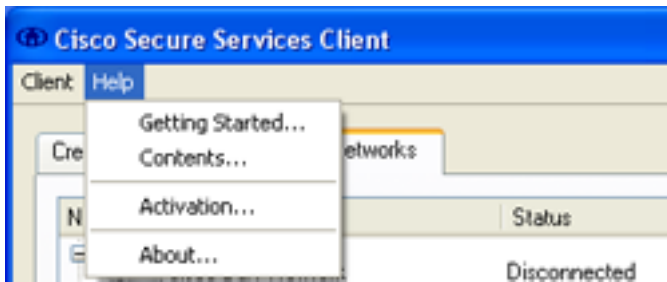 Cisco Secure Services Client
Client Help
Getting Started...
Cre etworks
Contents...
Activation...
N Status
About...
Disconnected